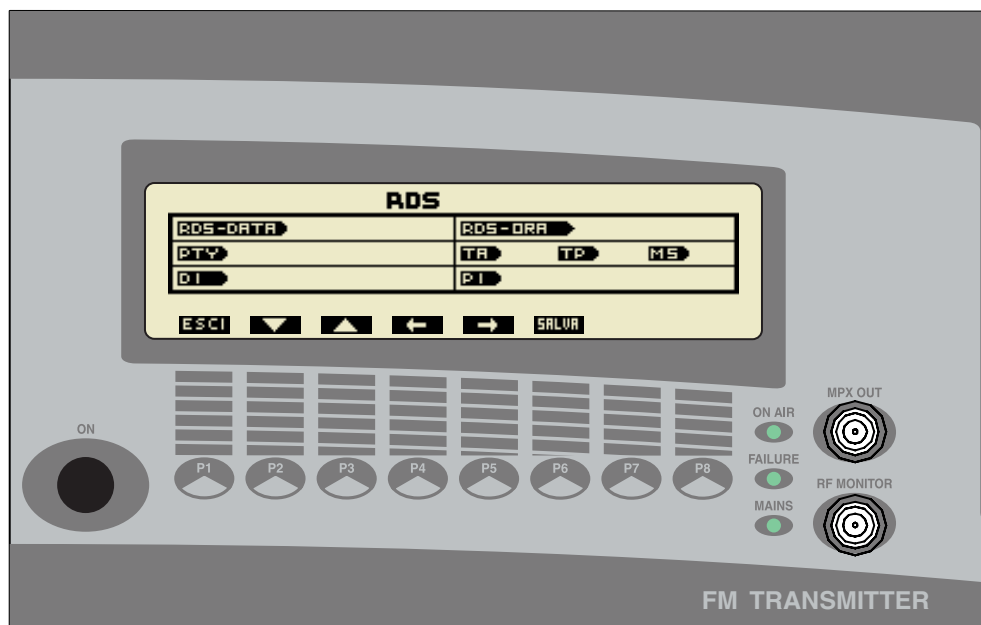 RDS
RDS-DATA RDS-ORA
PTY TA TP MS
DI PI
ESCI SALVA
MPX OUT
ON AIR
ON
P1 P2 P3 P4 P5 P6 P7 P8
FAILURE
RF MONITOR
MAINS
FM TRANSMITTER